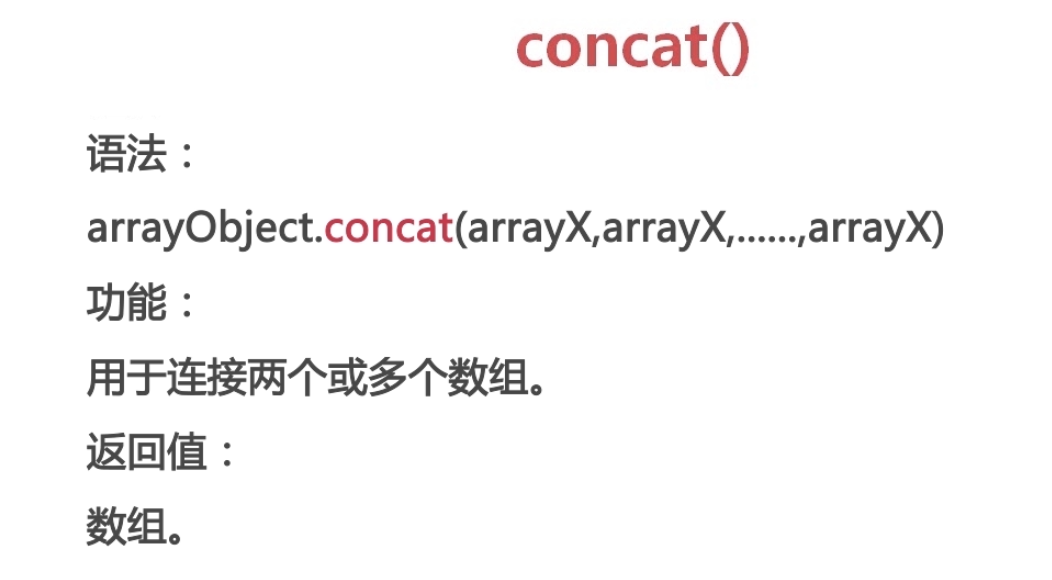 concat()
语法：
arrayObject.concat(arrayX,arrayX,......,arrayX)
功能：
用于连接两个或多个数组。
返回值：
数组。